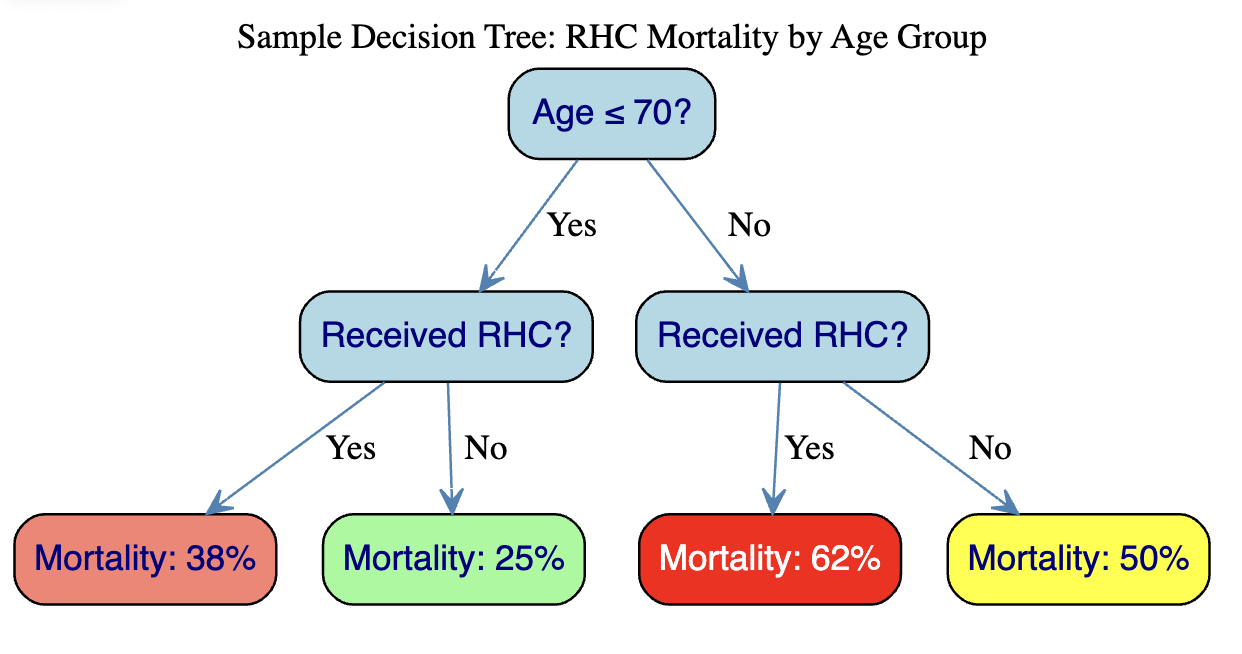 Sample Decision Tree: RHC Mortality by Age Group
Age ≤ 70?
Yes
No
Received RHC?
Received RHC?
Yes
No
Yes
No
Mortality: 38%
Mortality: 25%
Mortality: 62%
Mortality: 50%